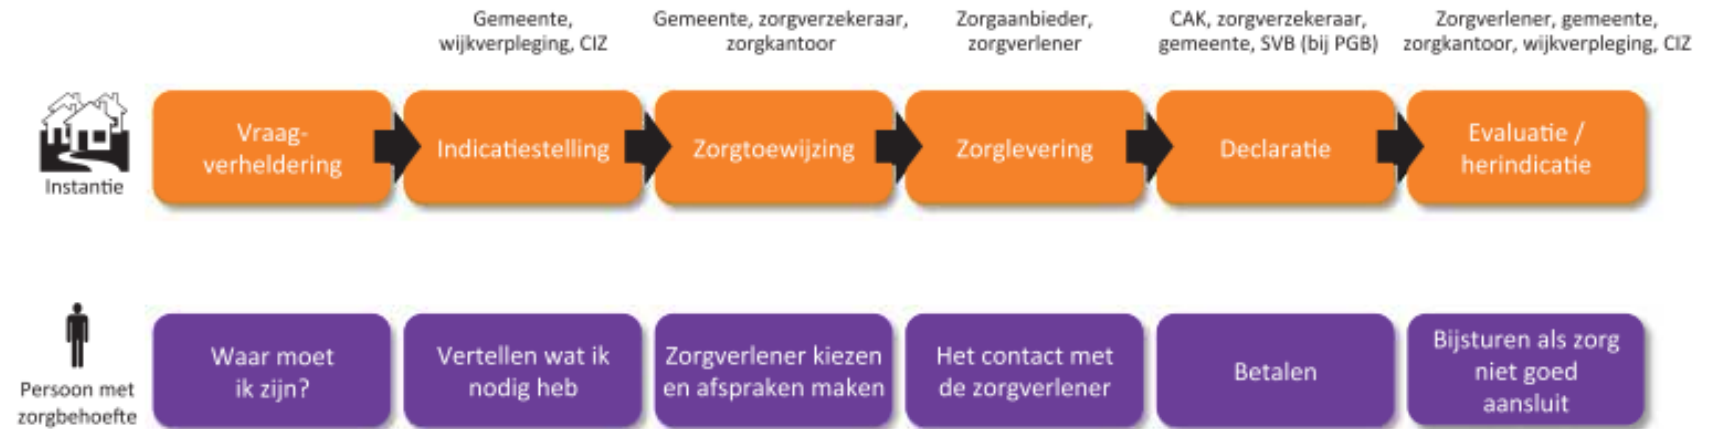 Gemeente,
wijkverpleging, CIZ
Gemeente, zorgverzekeraar,
zorgkantoor
Zorgaanbieder,
zorgverlener
CAK, zorgverzekeraar,
gemeente, SVB (bij PGB)
Zorgverlener, gemeente,
zorgkantoor, wijkverpleging, CIZ
Instantie
Vraag-
verheldering
Indicatiestelling
Zorgtoewijzing
Zorglevering
Declaratie
Evaluatie /
herindicatie
Persoon met
zorgbehoefte
Waar moet
ik zijn?
Vertellen wat ik
nodig heb
Zorgverlener kiezen
en afspraken maken
Het contact met
de zorgverlener
Betalen
Bijsturen als zorg
niet goed
aansluit